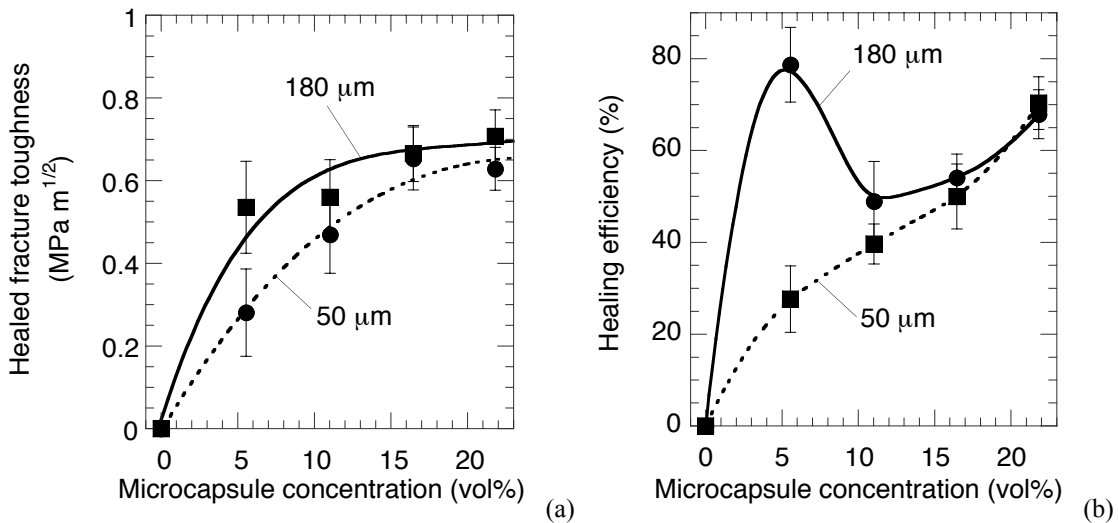 Healed fracture toughness
(MPa m1/2)
1
0.8
0.6
0.4
0.2
0
180 μm
50 μm
0 5 10 15 20
Microcapsule concentration (vol%)
(a)
Healing efficiency (%)
80
60
40
20
0
180 μm
50 μm
0 5 10 15 20
Microcapsule concentration (vol%)
(b)